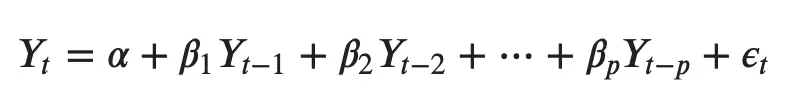 Yₜ = α + β₁Yₜ₋₁ + β₂Yₜ₋₂ + ⋯ + βₚYₜ₋ₚ + ϵₜ